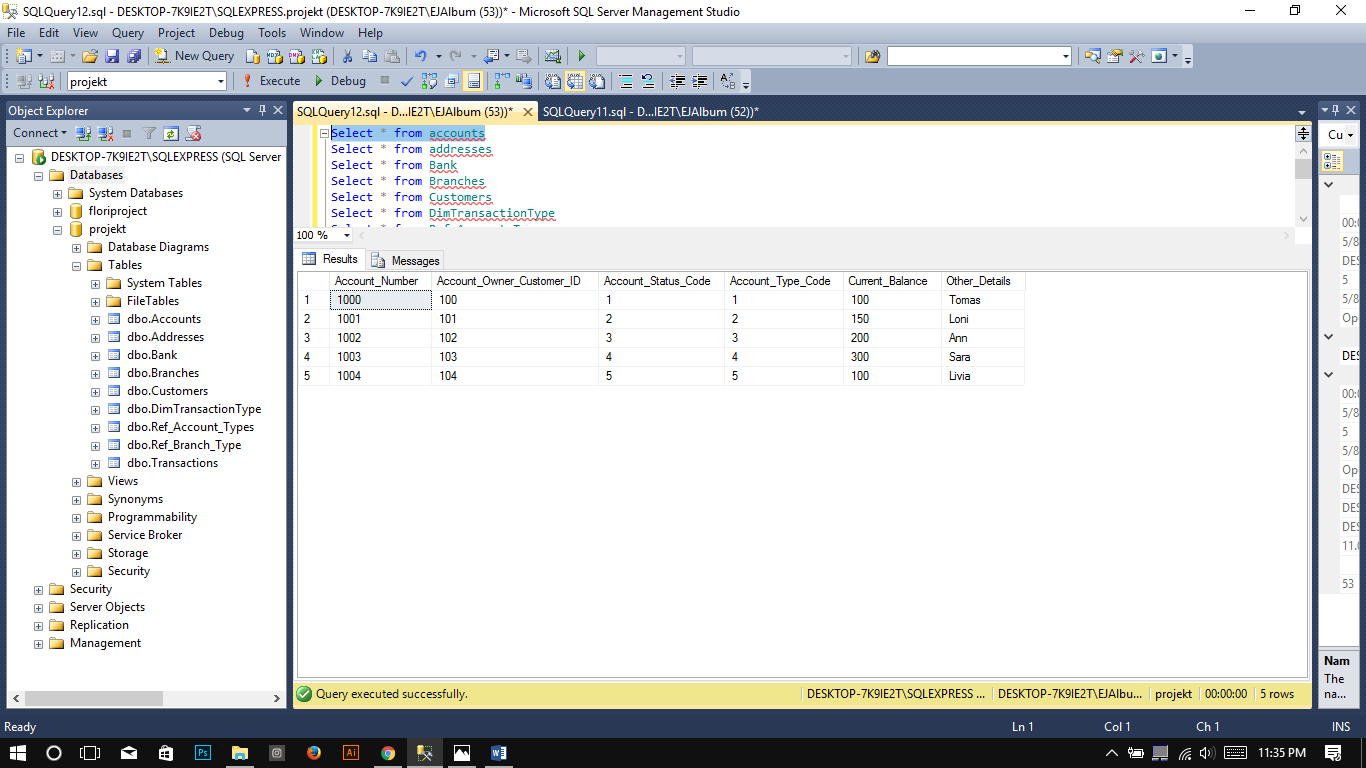 SQLQuery12.sql - DESKTOP-7K9IE2T\SQLEXPRESS.projekt (DESKTOP-7K9IE2T\EJAlbum (53))* - Microsoft SQL Server Management Studio
File Edit View Query Project Debug Tools Window Help
New Query
projekt Execute Debug
Object Explorer
Connect
DESKTOP-7K9IE2T\SQLEXPRESS (SQL Server
Databases
System Databases
floriproject
projekt
Database Diagrams
Tables
System Tables
FileTables
dbo.Accounts
dbo.Addresses
dbo.Bank
dbo.Branches
dbo.Customers
dbo.DimTransactionType
dbo.Ref_Account_Types
dbo.Ref_Branch_Type
dbo.Transactions
Views
Synonyms
Programmability
Service Broker
Storage
Security
Security
Server Objects
Replication
Management
SQLQuery12.sql - D...IE2T\EJAlbum (53))* SQLQuery11.sql - D...IE2T\EJAlbum (52))*
Select * from accounts
Select * from addresses
Select * from Bank
Select * from Branches
Select * from Customers
Select * from DimTransactionType
100 %
Results Messages
Account_Number Account_Owner_Customer_ID Account_Status_Code Account_Type_Code Current_Balance Other_Details
1 1000 100 1 1 100 Tomas
2 1001 101 2 2 150 Loni
3 1002 102 3 3 200 Ann
4 1003 103 4 4 300 Sara
5 1004 104 5 5 100 Livia
Query executed successfully. DESKTOP-7K9IE2T\SQLEXPRESS ... DESKTOP-7K9IE2T\EJAlbu... projekt 00:00:00 5 rows
Cu
00:0
5/8
DES
5
5/8
Op
DES
00:0
5/8
5
5/8
Op
DES
DES
DES
11.0
53
Nam
The
na...
Ready Ln 1 Col 1 Ch 1 INS
Ps Ai 11:35 PM